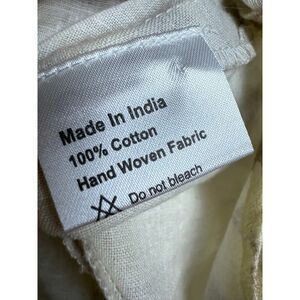 Made In India
100% Cotton
Hand Woven Fabric
Do not bleach